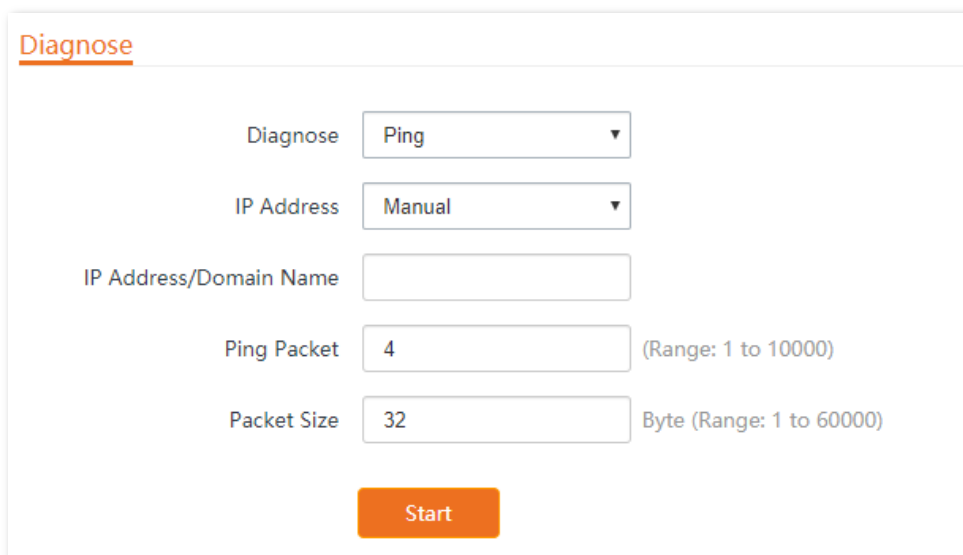 Diagnose
Diagnose Ping
IP Address Manual
IP Address/Domain Name
Ping Packet 4 (Range: 1 to 10000)
Packet Size 32 Byte (Range: 1 to 60000)
Start